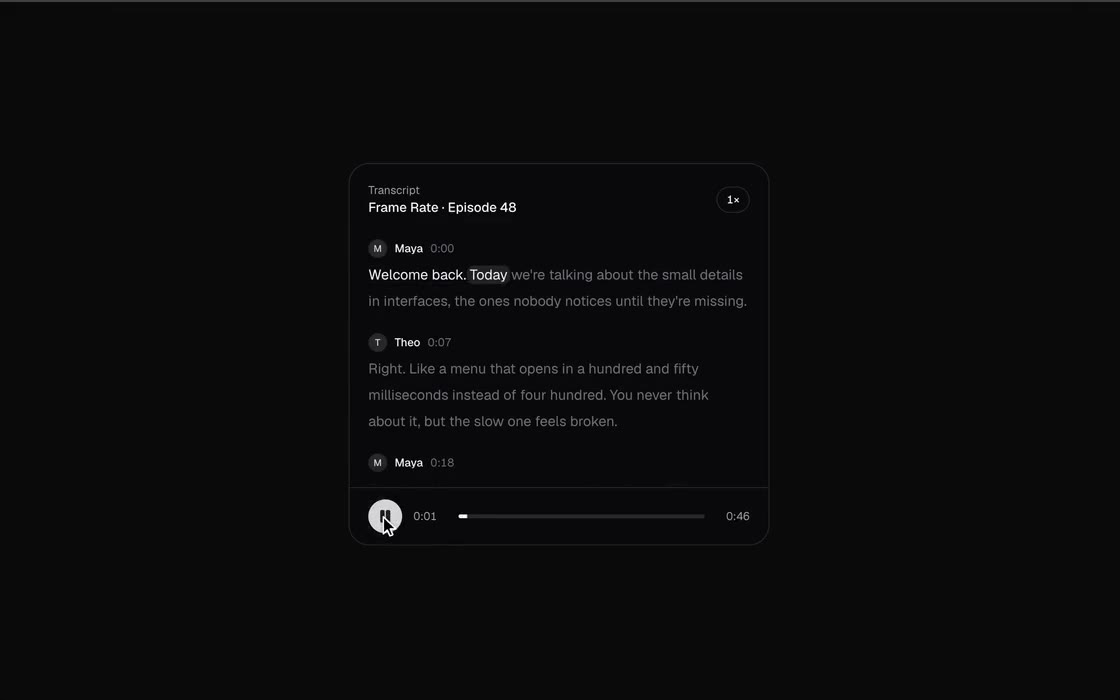 Transcript
Frame Rate · Episode 48
1×
M Maya 0:00
Welcome back. Today we're talking about the small details
in interfaces, the ones nobody notices until they're missing.
T Theo 0:07
Right. Like a menu that opens in a hundred and fifty
milliseconds instead of four hundred. You never think
about it, but the slow one feels broken.
M Maya 0:18
0:01 0:46